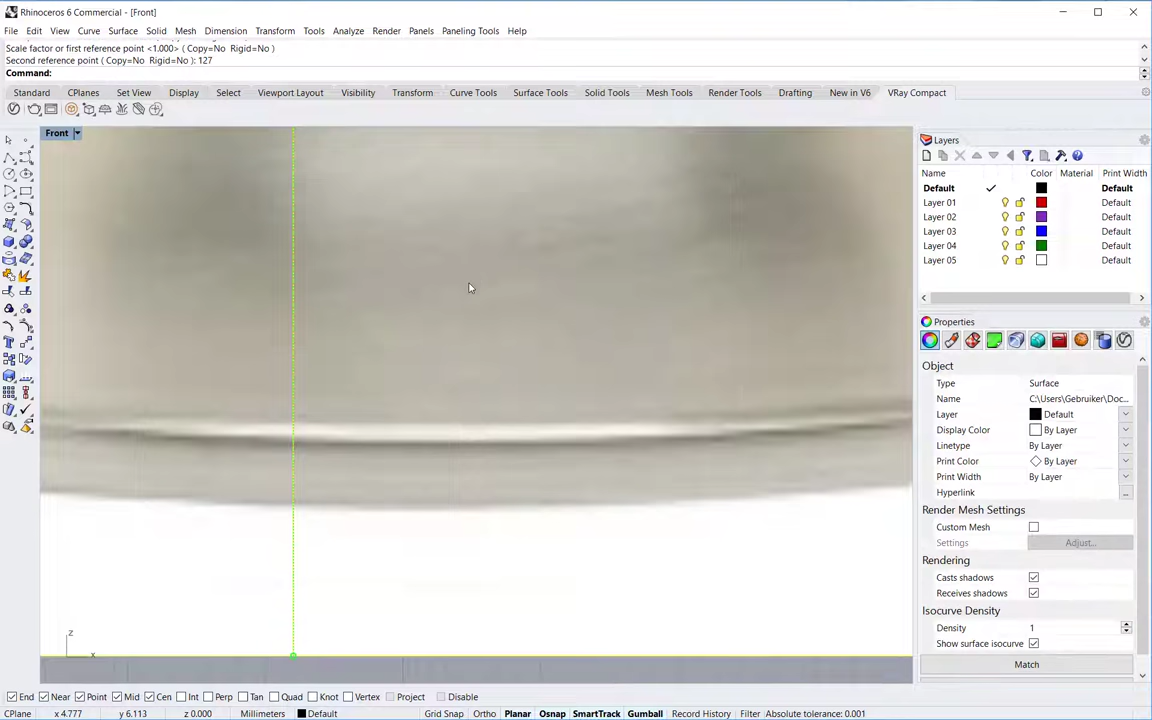 Rhinoceros 6 Commercial - [Front]
File Edit View Curve Surface Solid Mesh Dimension Transform Tools Analyze Render Panels Paneling Tools Help
Scale factor or first reference point <1.000> ( Copy=No Rigid=No )
Second reference point ( Copy=No Rigid=No ): 127
Command:
Standard CPlanes Set View Display Select Viewport Layout Visibility Transform Curve Tools Surface Tools Solid Tools Mesh Tools Render Tools Drafting New in V6 VRay Compact
Front
Layers
Name Color Material Print Width
Default Default
Layer 01 Default
Layer 02 Default
Layer 03 Default
Layer 04 Default
Layer 05 Default
Properties
Object
Type Surface
Name C:\Users\Gebruiker\Doc...
Layer Default
Display Color By Layer
Linetype By Layer
Print Color By Layer
Print Width By Layer
Hyperlink ...
Render Mesh Settings
Custom Mesh
Settings Adjust...
Rendering
Casts shadows
Receives shadows
Isocurve Density
Density 1
Show surface isocurve
Match
z
x
End Near Point Mid Cen Int Perp Tan Quad Knot Vertex Project Disable
CPlane x 4.777 y 6.113 z 0.000 Millimeters Default Grid Snap Ortho Planar Osnap SmartTrack Gumball Record History Filter Absolute tolerance: 0.001